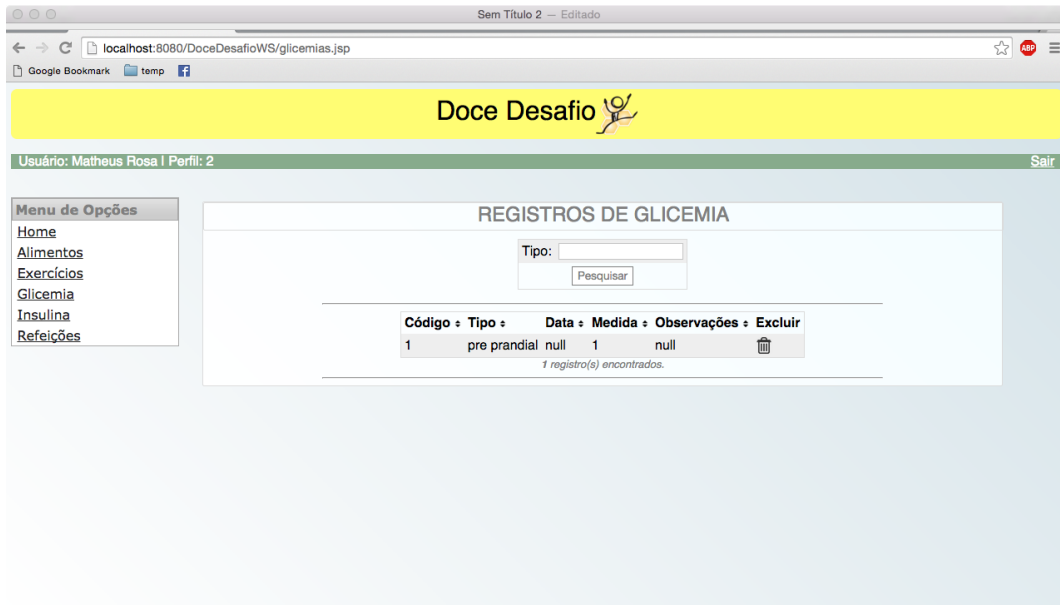 Sem Título 2 — Editado
localhost:8080/DoceDesafioWS/glicemias.jsp
ABP
Google Bookmark temp f
Doce Desafio
Usuário: Matheus Rosa | Perfil: 2 Sair
Menu de Opções
Home
Alimentos
Exercícios
Glicemia
Insulina
Refeições
REGISTROS DE GLICEMIA
Tipo:
Pesquisar
Código Tipo Data Medida Observações Excluir
1 pre prandial null 1 null
1 registro(s) encontrados.